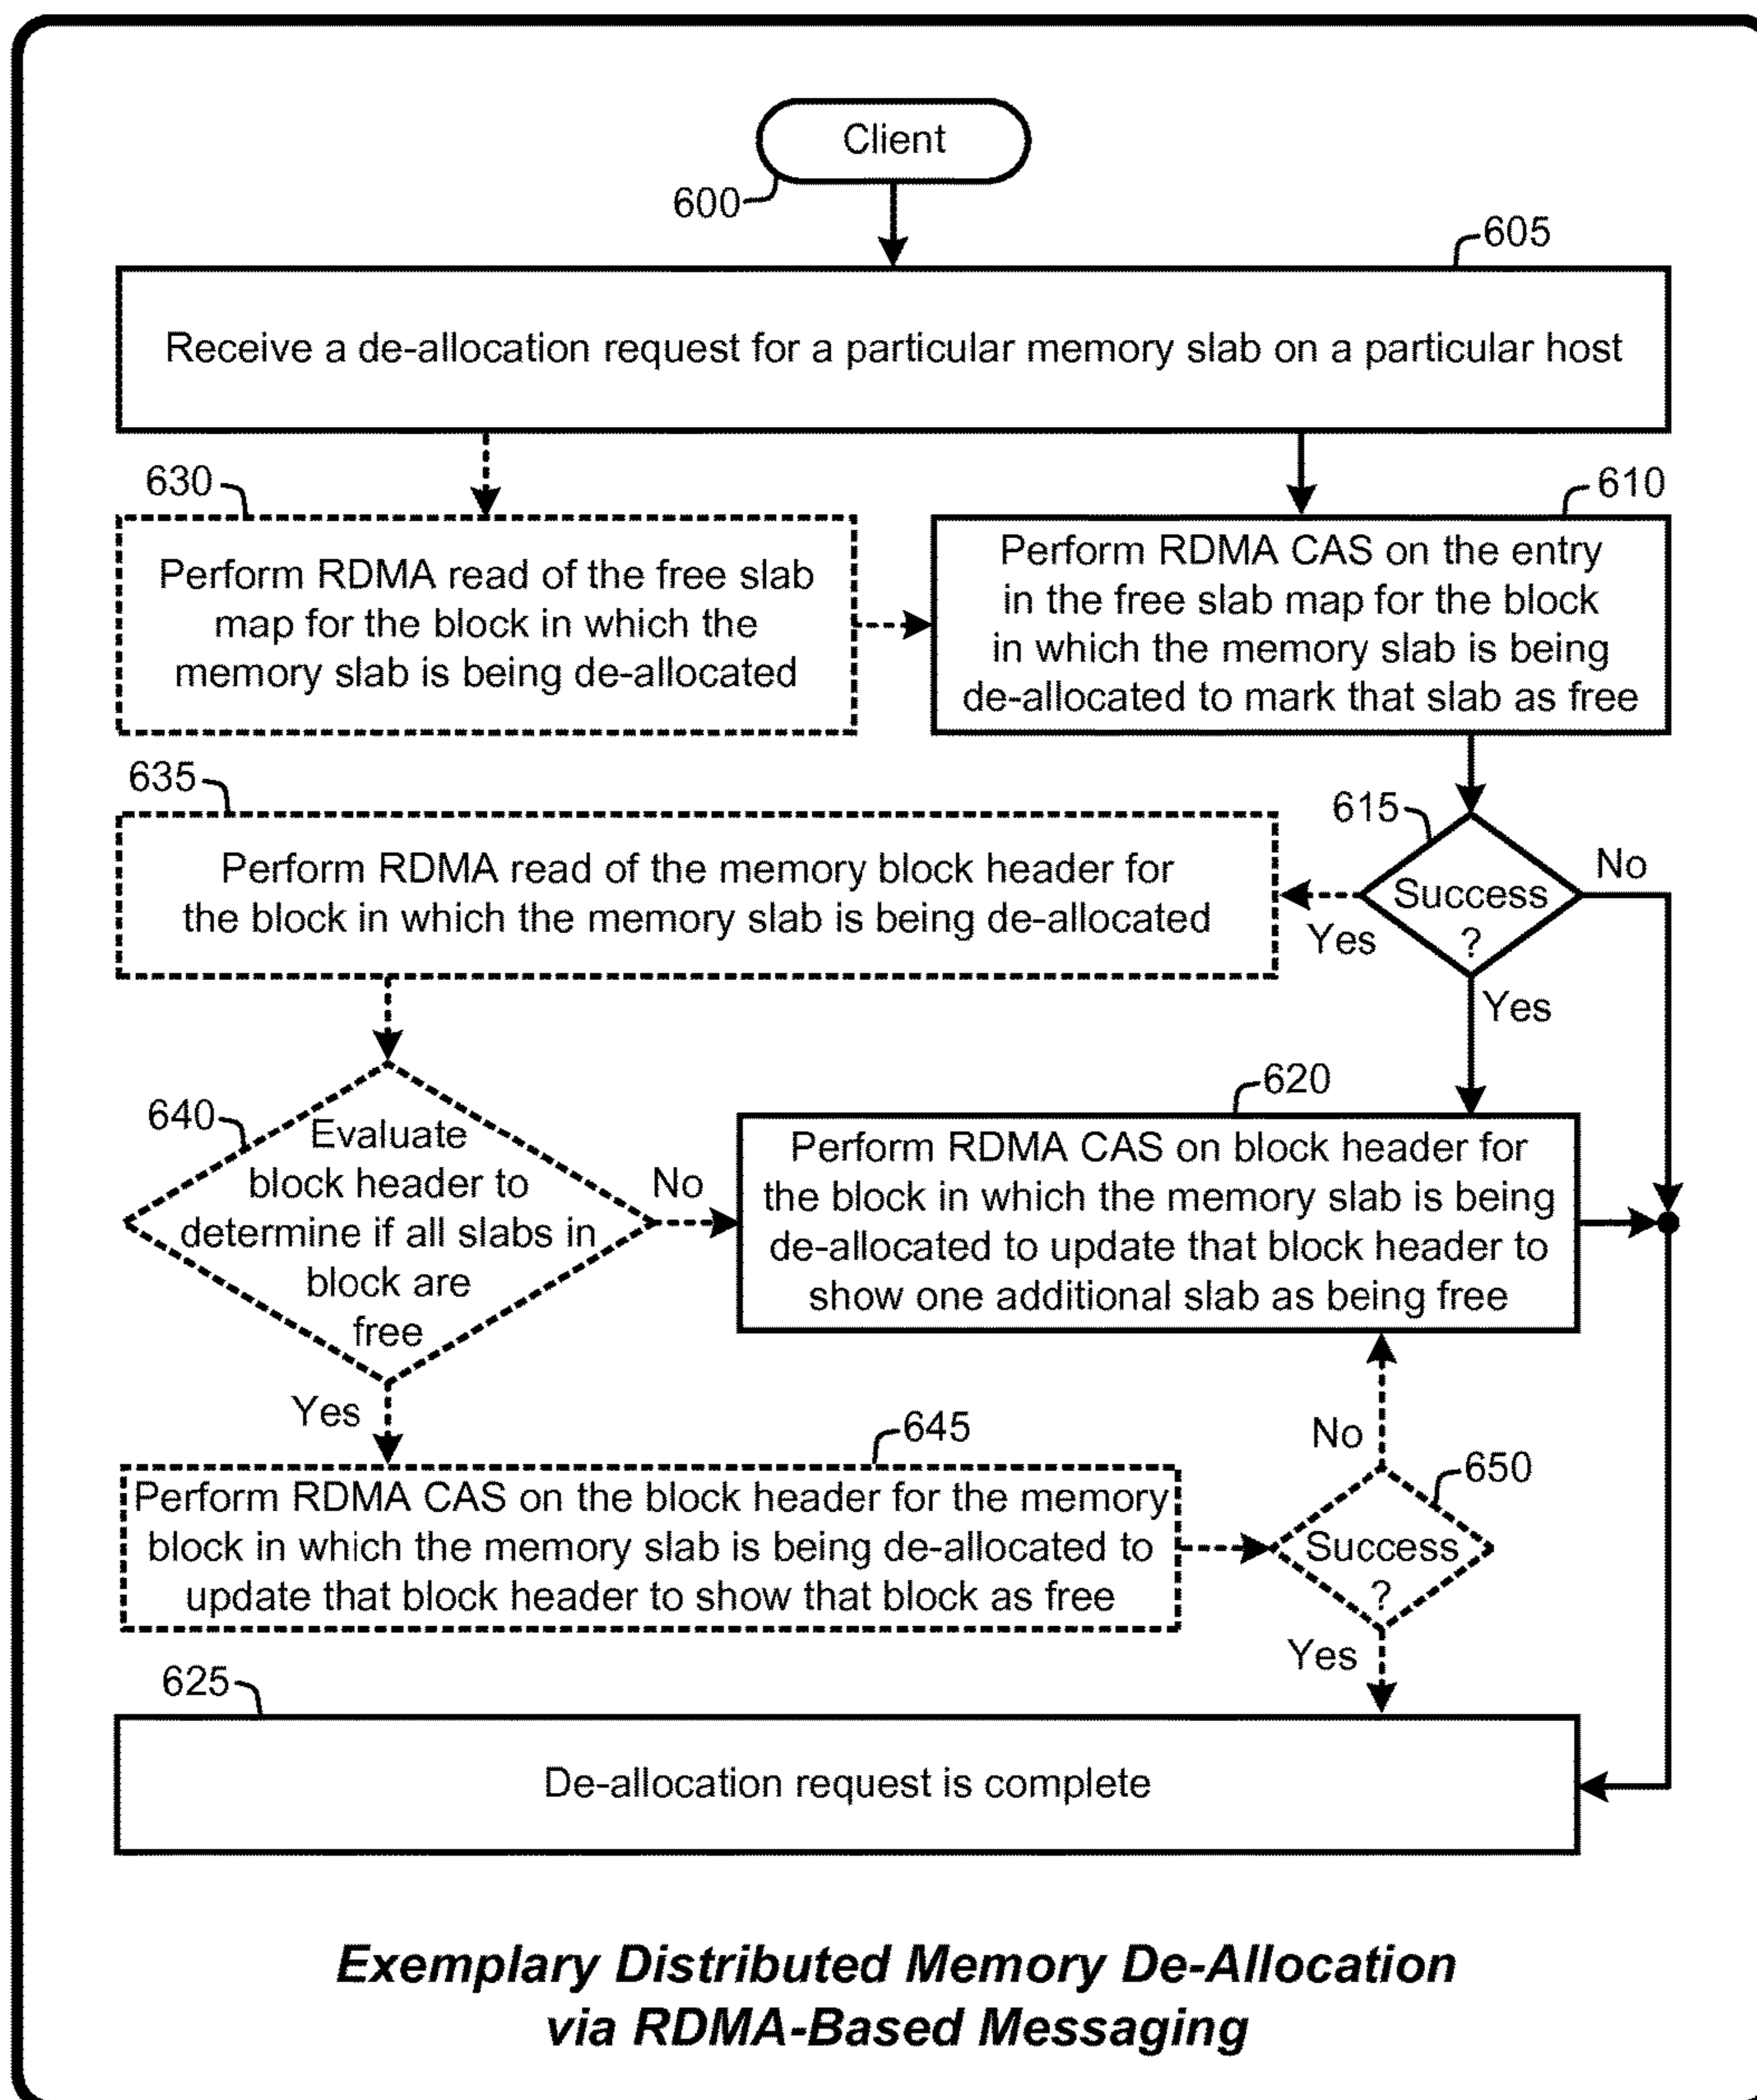 Client
600
605
Receive a de-allocation request for a particular memory slab on a particular host
630
610
Perform RDMA read of the free slab
map for the block in which the
memory slab is being de-allocated
Perform RDMA CAS on the entry
in the free slab map for the block
in which the memory slab is being
de-allocated to mark that slab as free
635
615
Perform RDMA read of the memory block header for
the block in which the memory slab is being de-allocated
Success
?
No
Yes
Yes
640
Evaluate
block header to
determine if all slabs in
block are
free
No
620
Perform RDMA CAS on block header for
the block in which the memory slab is being
de-allocated to update that block header to
show one additional slab as being free
Yes
645
Perform RDMA CAS on the block header for the memory
block in which the memory slab is being de-allocated to
update that block header to show that block as free
No
650
Success
?
Yes
625
De-allocation request is complete
Exemplary Distributed Memory De-Allocation
via RDMA-Based Messaging